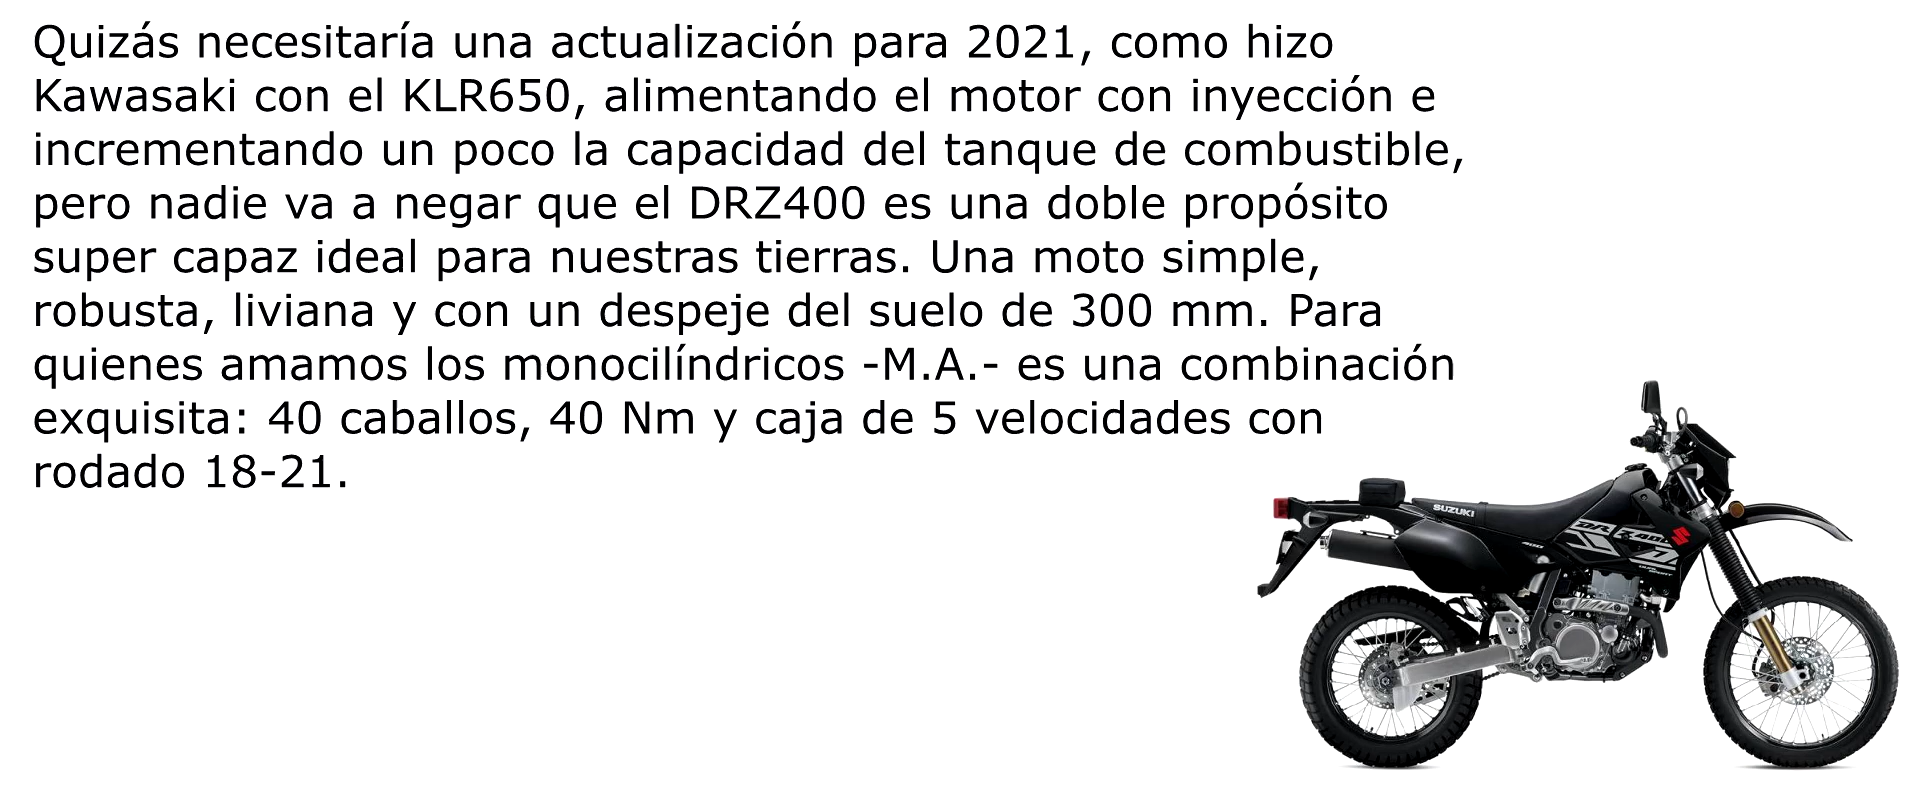 Quizás necesitaría una actualización para 2021, como hizo
Kawasaki con el KLR650, alimentando el motor con inyección e
incrementando un poco la capacidad del tanque de combustible,
pero nadie va a negar que el DRZ400 es una doble propósito
super capaz ideal para nuestras tierras. Una moto simple,
robusta, liviana y con un despeje del suelo de 300 mm. Para
quienes amamos los monocilíndricos -M.A.- es una combinación
exquisita: 40 caballos, 40 Nm y caja de 5 velocidades con
rodado 18-21.
SUZUKI